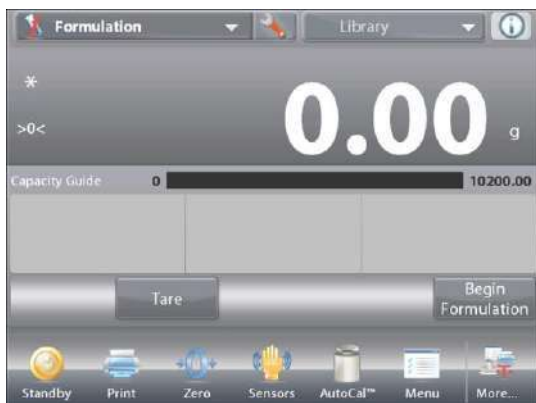 Formulation Library
*
>0<
0.00 g
Capacity Guide 0 10200.00
Tare
Begin
Formulation
Standby Print Zero Sensors AutoCal™ Menu More...